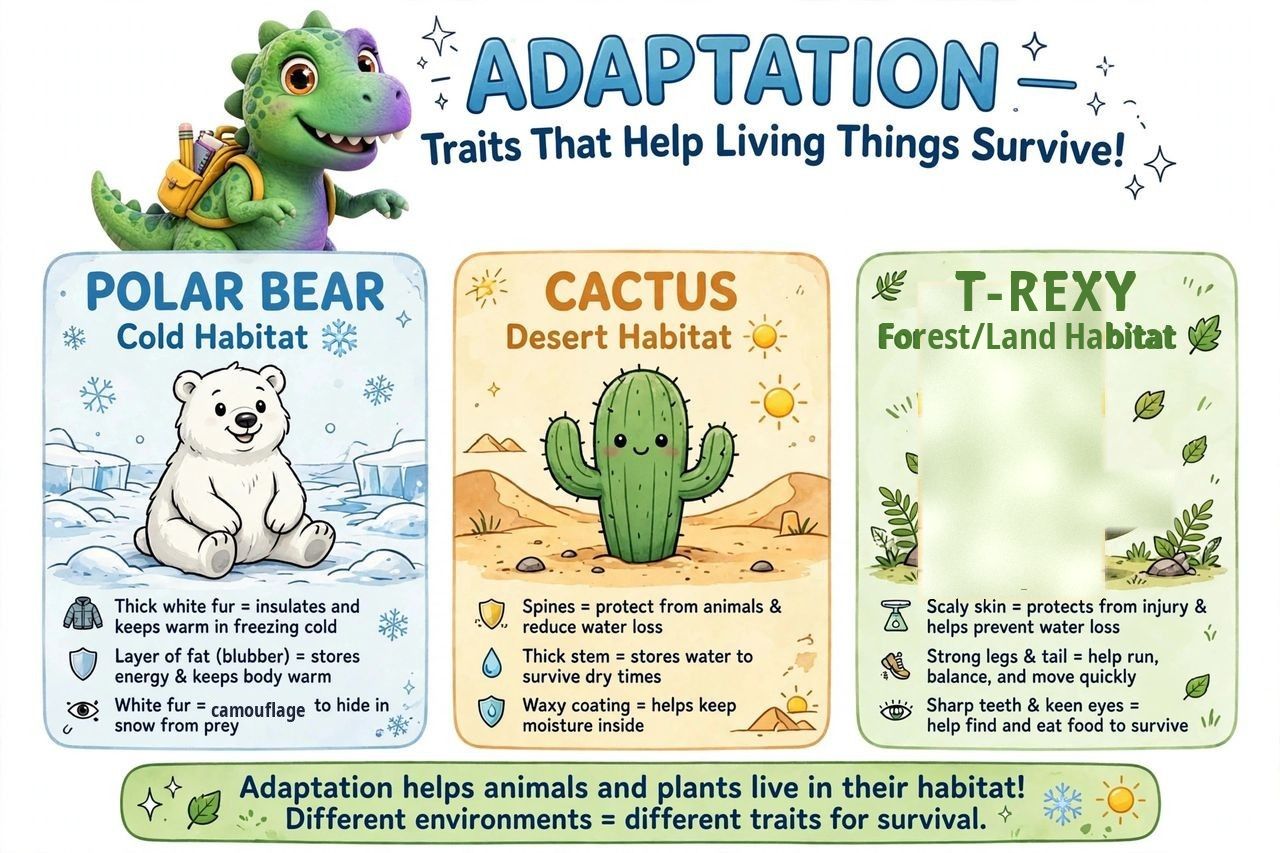 ADAPTATION
Traits That Help Living Things Survive!
POLAR BEAR
Cold Habitat
Thick white fur = insulates and
keeps warm in freezing cold
Layer of fat (blubber) = stores
energy & keeps body warm
White fur = camouflage to hide in
snow from prey
CACTUS
Desert Habitat
Spines = protect from animals &
reduce water loss
Thick stem = stores water to
survive dry times
Waxy coating = helps keep
moisture inside
T-REXY
Forest/Land Habitat
Scaly skin = protects from injury &
helps prevent water loss
Strong legs & tail = help run,
balance, and move quickly
Sharp teeth & keen eyes =
help find and eat food to survive
Adaptation helps animals and plants live in their habitat!
Different environments = different traits for survival.